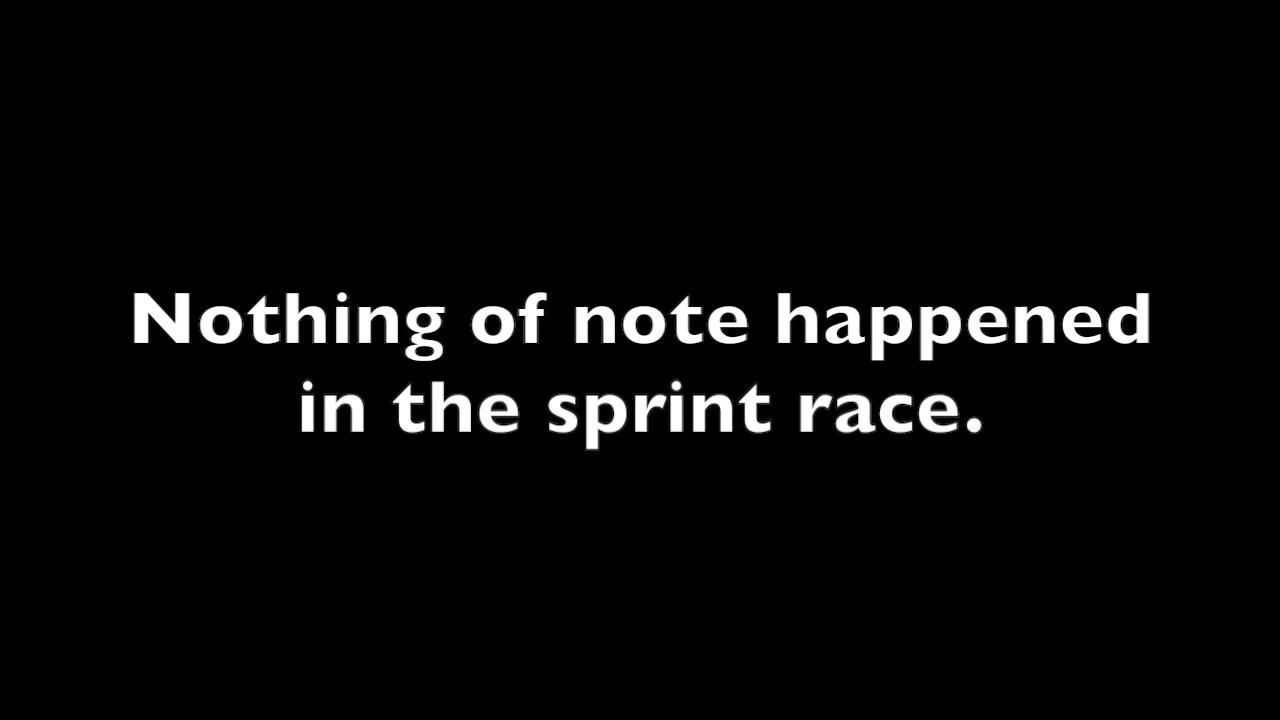 Nothing of note happened
in the sprint race.